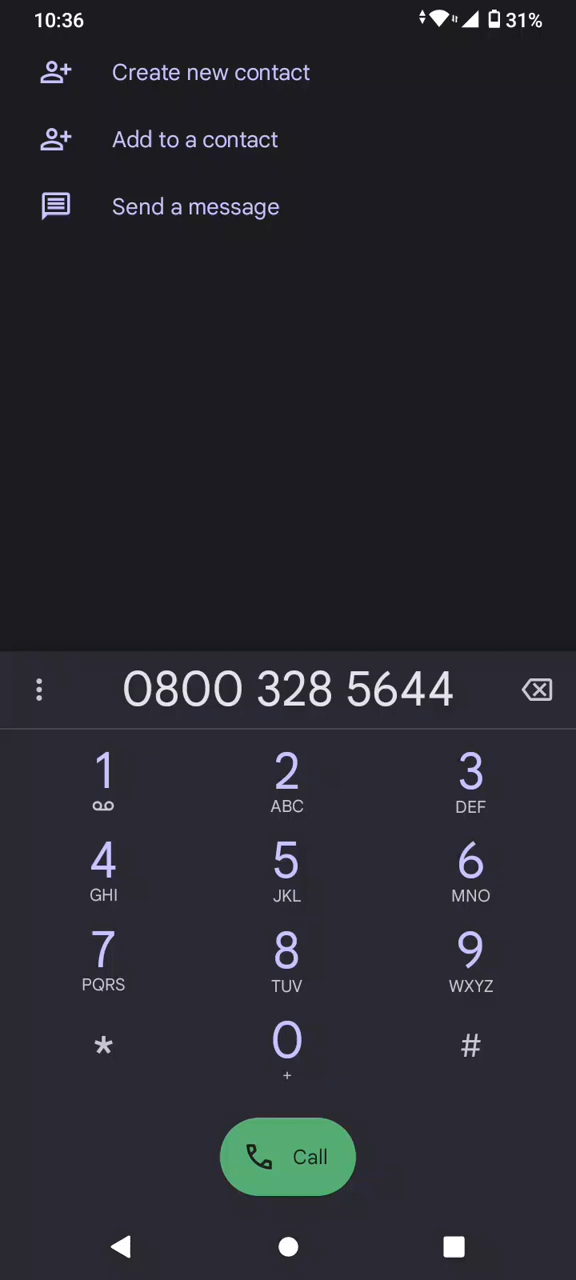 10:36 31%
Create new contact
Add to a contact
Send a message
0800 328 5644
1 2 3
ABC DEF
4 5 6
GHI JKL MNO
7 8 9
PQRS TUV WXYZ
* 0 #
+
Call